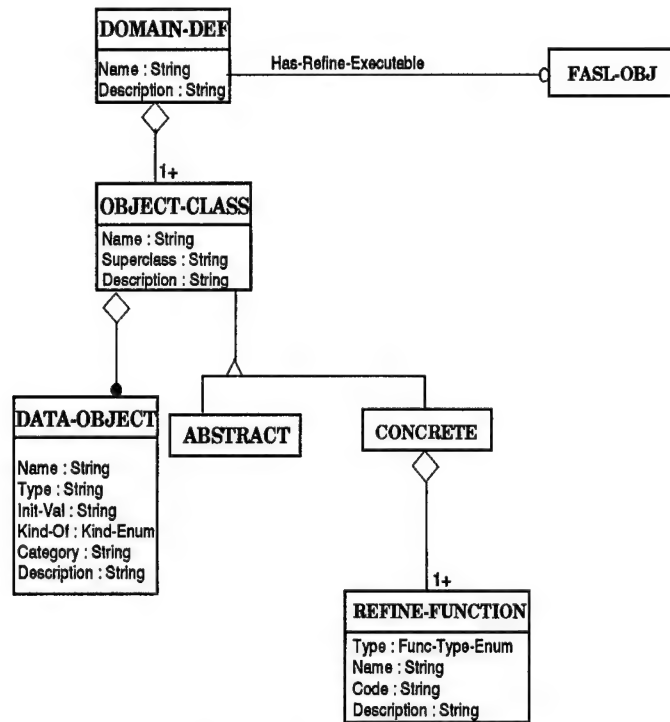 DOMAIN-DEF
Name : String
Description : String
Has-Refine-Executable
FASL-OBJ
1+
OBJECT-CLASS
Name : String
Superclass : String
Description : String
DATA-OBJECT
Name : String
Type : String
Init-Val : String
Kind-Of : Kind-Enum
Category : String
Description : String
ABSTRACT
CONCRETE
1+
REFINE-FUNCTION
Type : Func-Type-Enum
Name : String
Code : String
Description : String